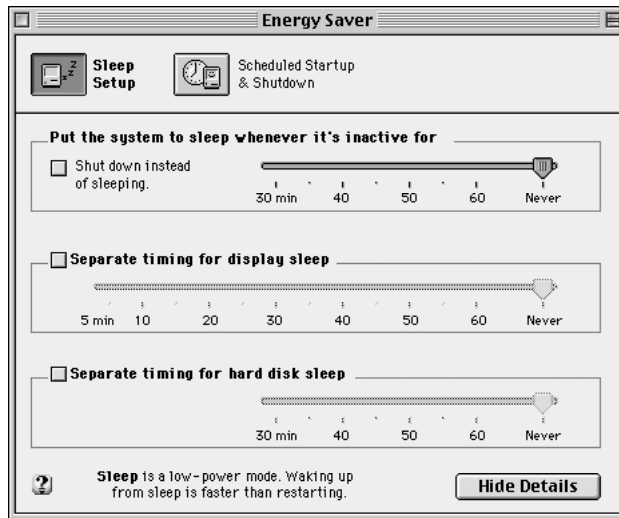 Energy Saver
Sleep
Setup
Scheduled Startup
& Shutdown
Put the system to sleep whenever it's inactive for
Shut down instead
of sleeping.
30 min 40 50 60 Never
Separate timing for display sleep
5 min 10 20 30 40 50 60 Never
Separate timing for hard disk sleep
30 min 40 50 60 Never
Sleep is a low-power mode. Waking up
from sleep is faster than restarting.
Hide Details